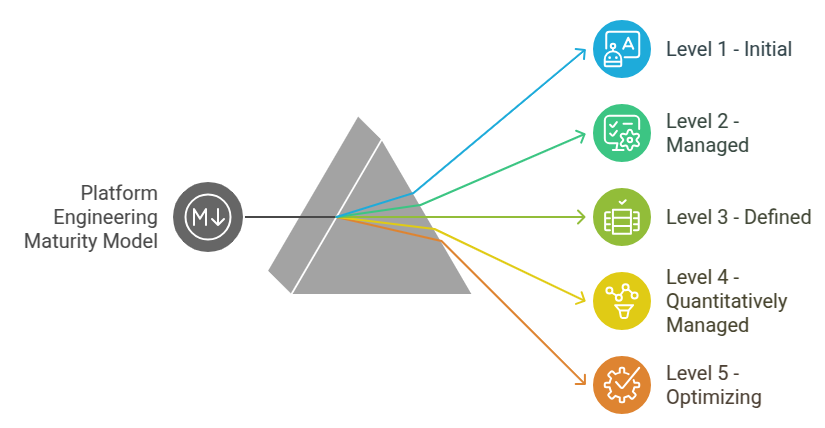 Platform
Engineering
Maturity Model
M
A
Level 1 - Initial
Level 2 -
Managed
Level 3 - Defined
Level 4 -
Quantitatively
Managed
Level 5 -
Optimizing